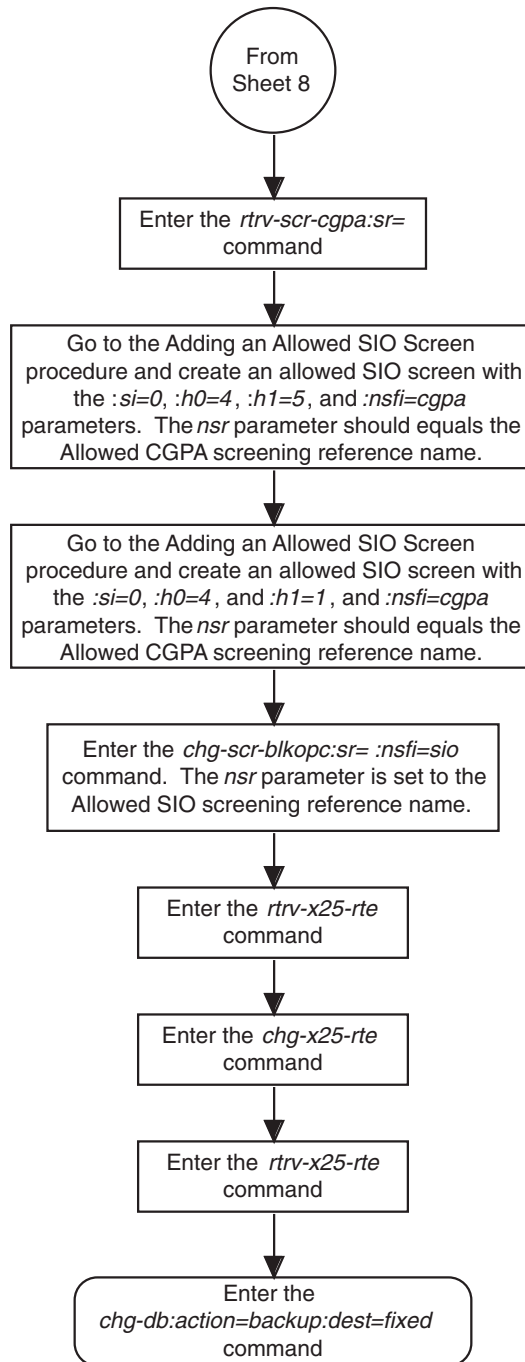 From
Sheet 8
Enter the rtrv-scr-cgpa:sr=
command
Go to the Adding an Allowed SIO Screen
procedure and create an allowed SIO screen with
the :si=0, :h0=4, :h1=5, and :nsfi=cgpa
parameters. The nsr parameter should equals the
Allowed CGPA screening reference name.
Go to the Adding an Allowed SIO Screen
procedure and create an allowed SIO screen with
the :si=0, :h0=4, and :h1=1, and :nsfi=cgpa
parameters. The nsr parameter should equals the
Allowed CGPA screening reference name.
Enter the chg-scr-blkopc:sr= :nsfi=sio
command. The nsr parameter is set to the
Allowed SIO screening reference name.
Enter the rtrv-x25-rte
command
Enter the chg-x25-rte
command
Enter the rtrv-x25-rte
command
Enter the
chg-db:action=backup:dest=fixed
command